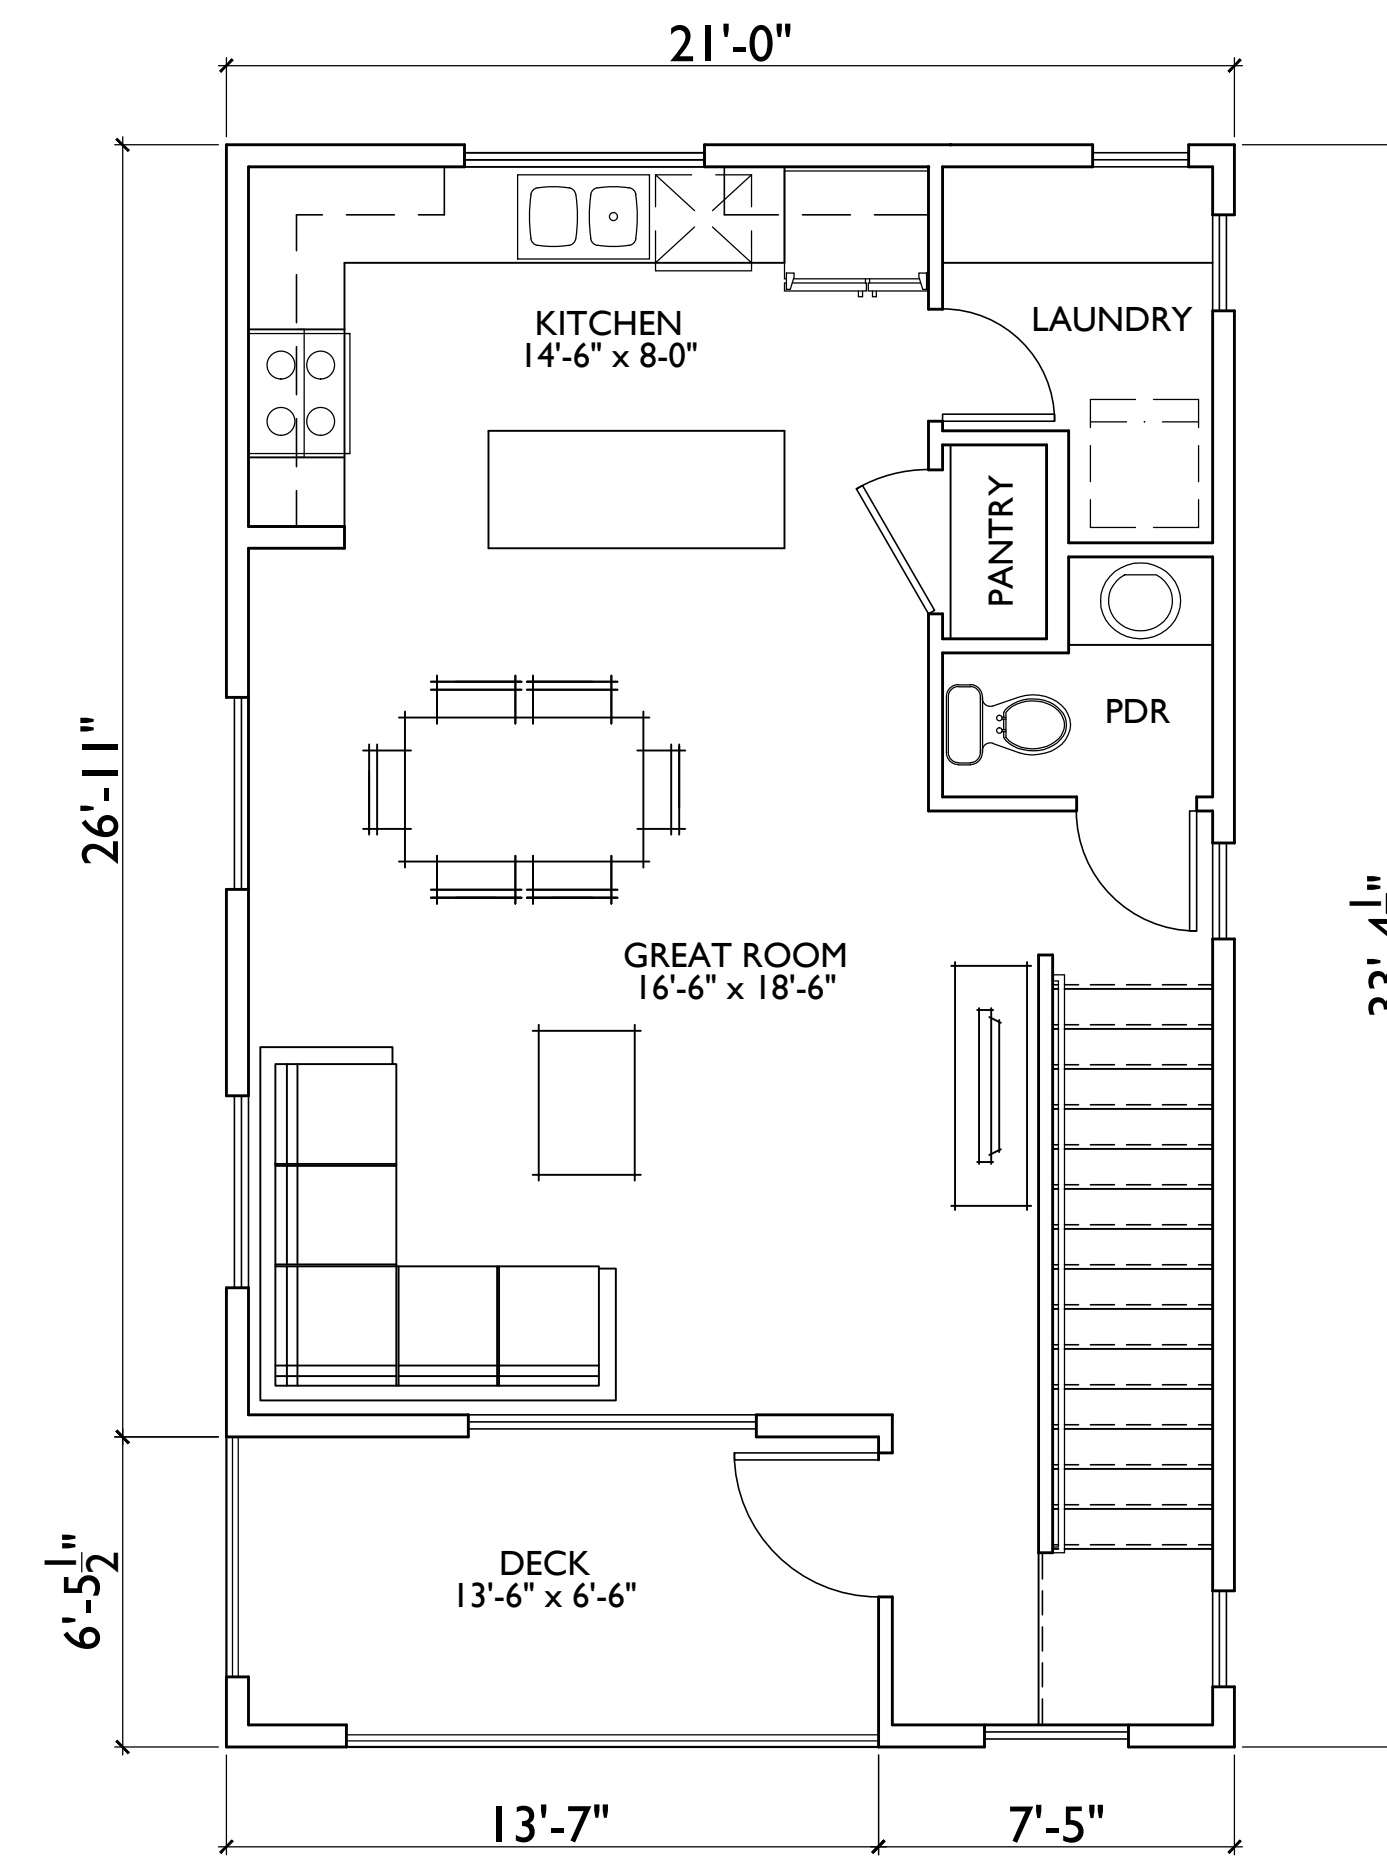 21'-0"
KITCHEN
14'-6" x 8-0"
LAUNDRY
PANTRY
PDR
26'-11"
GREAT ROOM
16'-6" x 18'-6"
DECK
13'-6" x 6'-6"
6'-5 1/2"
13'-7"
7'-5"